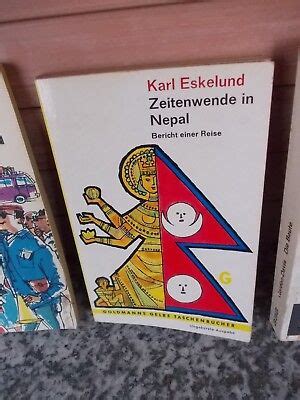 Karl Eskelund
Zeitenwende in
Nepal
Bericht einer Reise
G
GOLDMANNS GELBE TASCHENBÜCHER
Ungekürzte Ausgabe